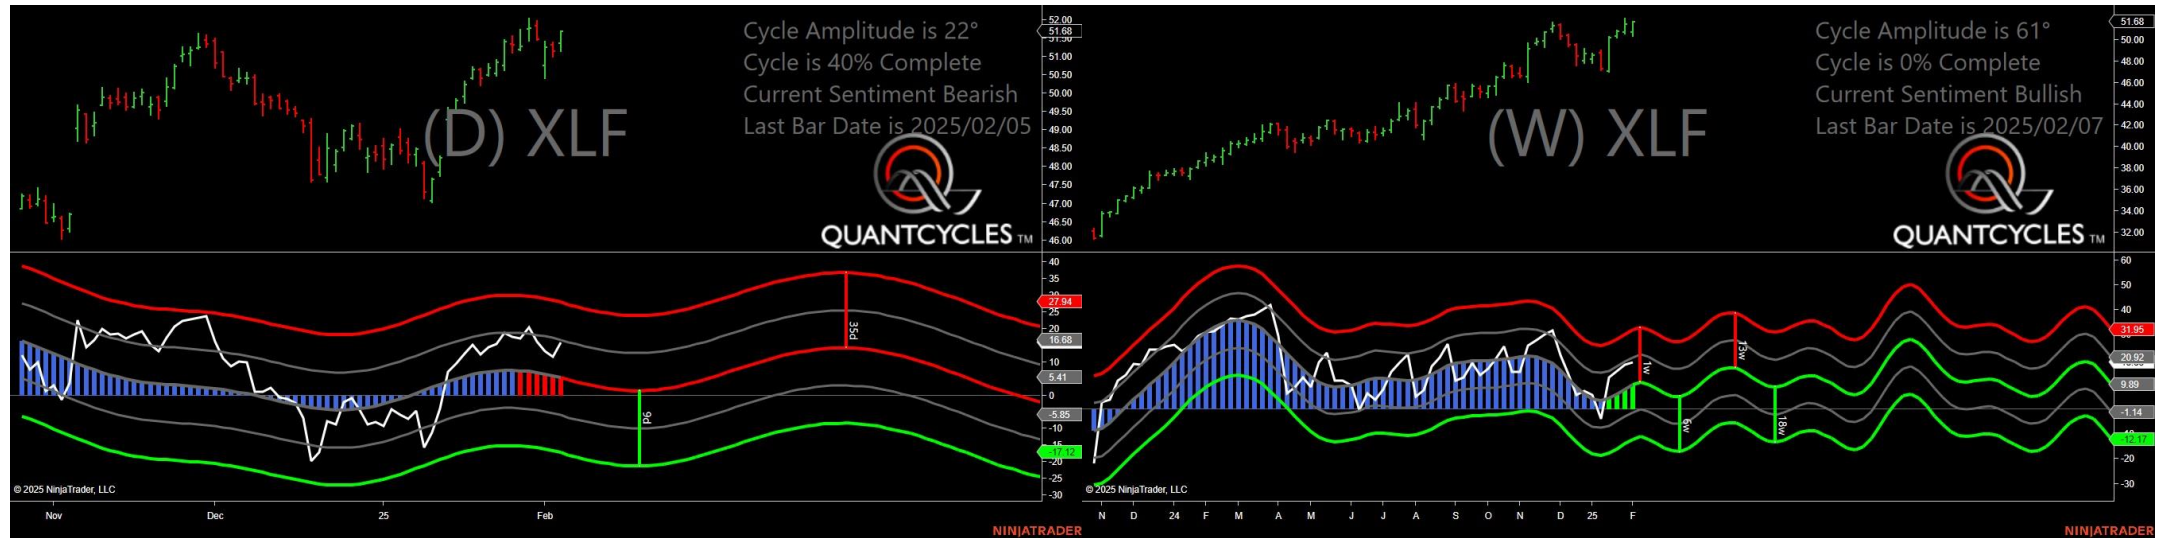 Cycle Amplitude is 22°
Cycle is 40% Complete
Current Sentiment Bearish
Last Bar Date is 2025/02/05
(D) XLF
QUANTCYCLES TM
52.00
51.68
51.50
51.00
50.50
50.00
49.50
49.00
48.50
48.00
47.50
47.00
46.50
46.00
40
35
27.94
25
20
16.68
10
5.41
0
-5.85
-10
-15
-17.12
-20
-25
-30
35d
9d
© 2025 NinjaTrader, LLC
Nov Dec 25 Feb
NINJATRADER
Cycle Amplitude is 61°
Cycle is 0% Complete
Current Sentiment Bullish
Last Bar Date is 2025/02/07
(W) XLF
QUANTCYCLES TM
51.68
50.00
48.00
46.00
44.00
42.00
40.00
38.00
36.00
34.00
32.00
60
50
40
31.95
20.92
9.89
-1.14
-12.17
-20
-30
1w
13w
6w
18w
© 2025 NinjaTrader, LLC
N D 24 F M A M J J A S O N D 25 F
NINJATRADER